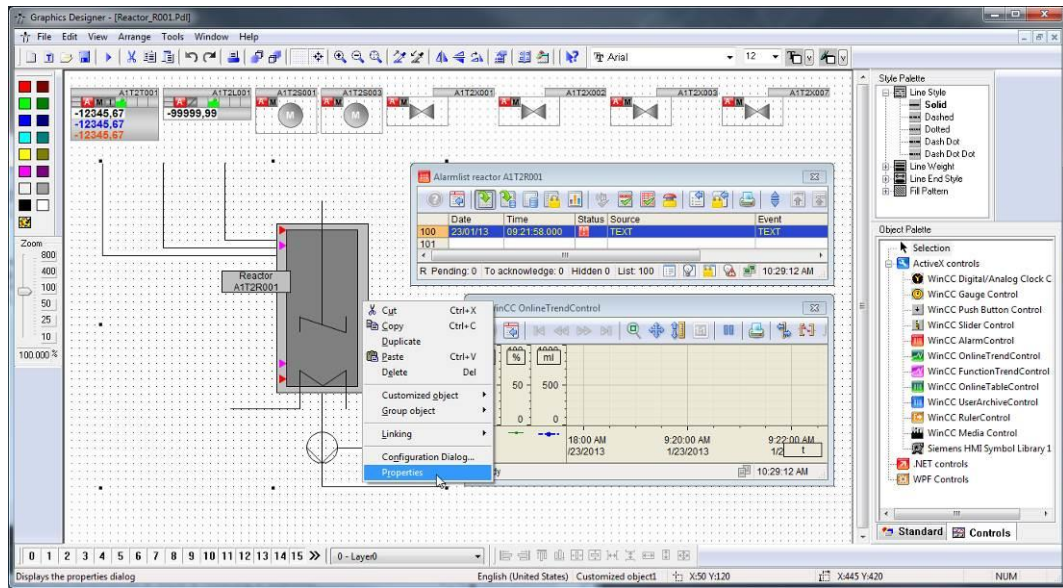 Graphics Designer - [Reactor_R001.Pdl]
File Edit View Arrange Tools Window Help
Arial 12
A1T2T001 A1T2L001 A1T2S001 A1T2S003 A1T2X001 A1T2X002 A1T2X003 A1T2X007
-12345,67
-12345,67
-12345,67
-99999,99
M M
Zoom
800
400
100
50
25
10
100.000 %
Reactor
A1T2R001
Alarmlist reactor A1T2R001
Date Time Status Source Event
100 23/01/13 09:21:58.000 TEXT TEXT
101
R Pending: 0 To acknowledge: 0 Hidden 0 List: 100 10:29:12 AM
Cut Ctrl+X
Copy Ctrl+C
Duplicate
Paste Ctrl+V
Delete Del
Customized object
Group object
Linking
Configuration Dialog...
Properties
OnlineTrendControl
400 4000
% ml
50 500
0 0
18:00 AM 9:20:00 AM 9:22:00 AM
/23/2013 1/23/2013 1/2 t
10:29:12 AM
Style Palette
Line Style
Solid
Dashed
Dotted
Dash Dot
Dash Dot Dot
Line Weight
Line End Style
Fill Pattern
Object Palette
Selection
ActiveX controls
WinCC Digital/Analog Clock C
WinCC Gauge Control
WinCC Push Button Control
WinCC Slider Control
WinCC AlarmControl
WinCC OnlineTrendControl
WinCC FunctionTrendControl
WinCC OnlineTableControl
WinCC UserArchiveControl
WinCC RulerControl
WinCC Media Control
Siemens HMI Symbol Library 1
.NET controls
WPF Controls
Standard Controls
0 1 2 3 4 5 6 7 8 9 10 11 12 13 14 15 0 - Layer0
Displays the properties dialog English (United States) Customized object1 X:50 Y:120 X:445 Y:420 NUM